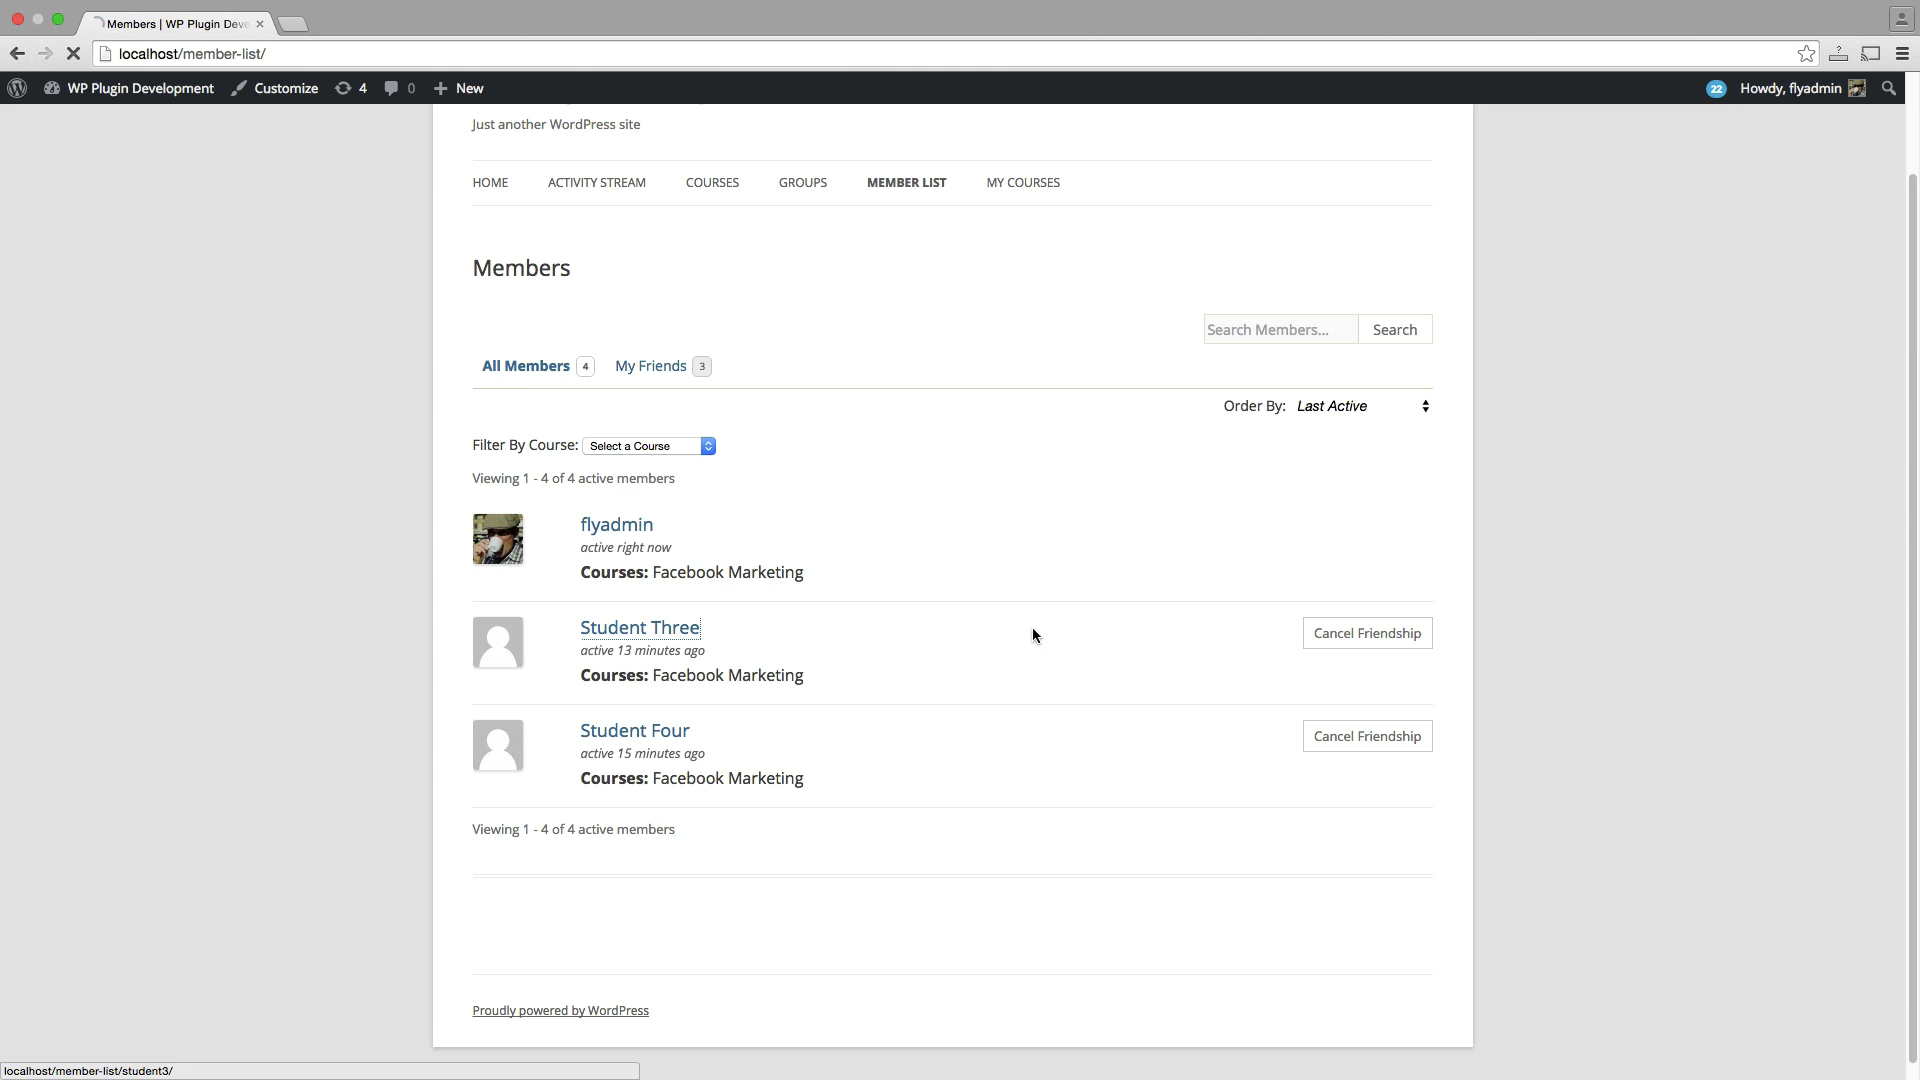 Members | WP Plugin Deve
localhost/member-list/
WP Plugin Development Customize 4 0 New 22 Howdy, flyadmin
Just another WordPress site
HOME ACTIVITY STREAM COURSES GROUPS MEMBER LIST MY COURSES
Members
Search Members... Search
All Members 4 My Friends 3
Order By: Last Active
Filter By Course: Select a Course
Viewing 1 - 4 of 4 active members
flyadmin
active right now
Courses: Facebook Marketing
Student Three Cancel Friendship
active 13 minutes ago
Courses: Facebook Marketing
Student Four Cancel Friendship
active 15 minutes ago
Courses: Facebook Marketing
Viewing 1 - 4 of 4 active members
Proudly powered by WordPress
localhost/member-list/student3/